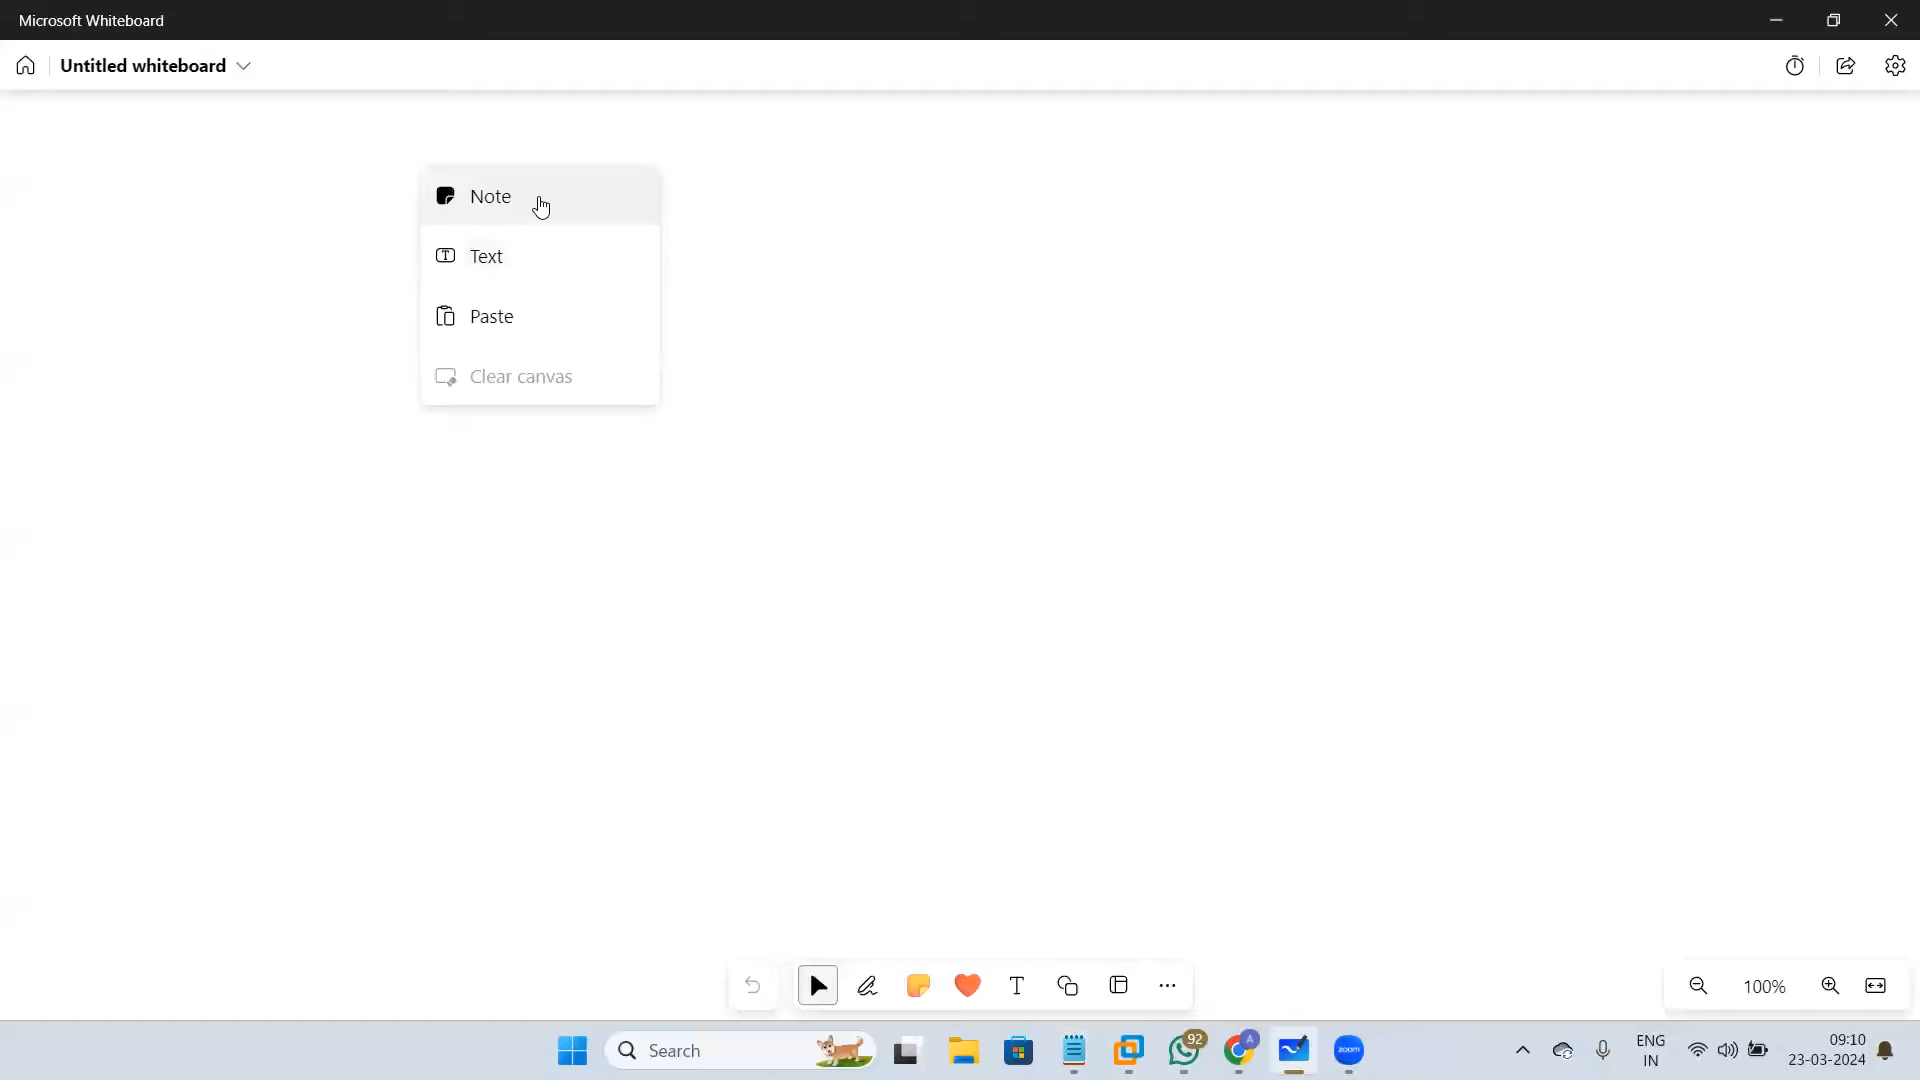 Microsoft Whiteboard
Untitled whiteboard
Note
Text
Paste
Clear canvas
100%
Search
92
A
zoom
ENG
IN
09:10
23-03-2024